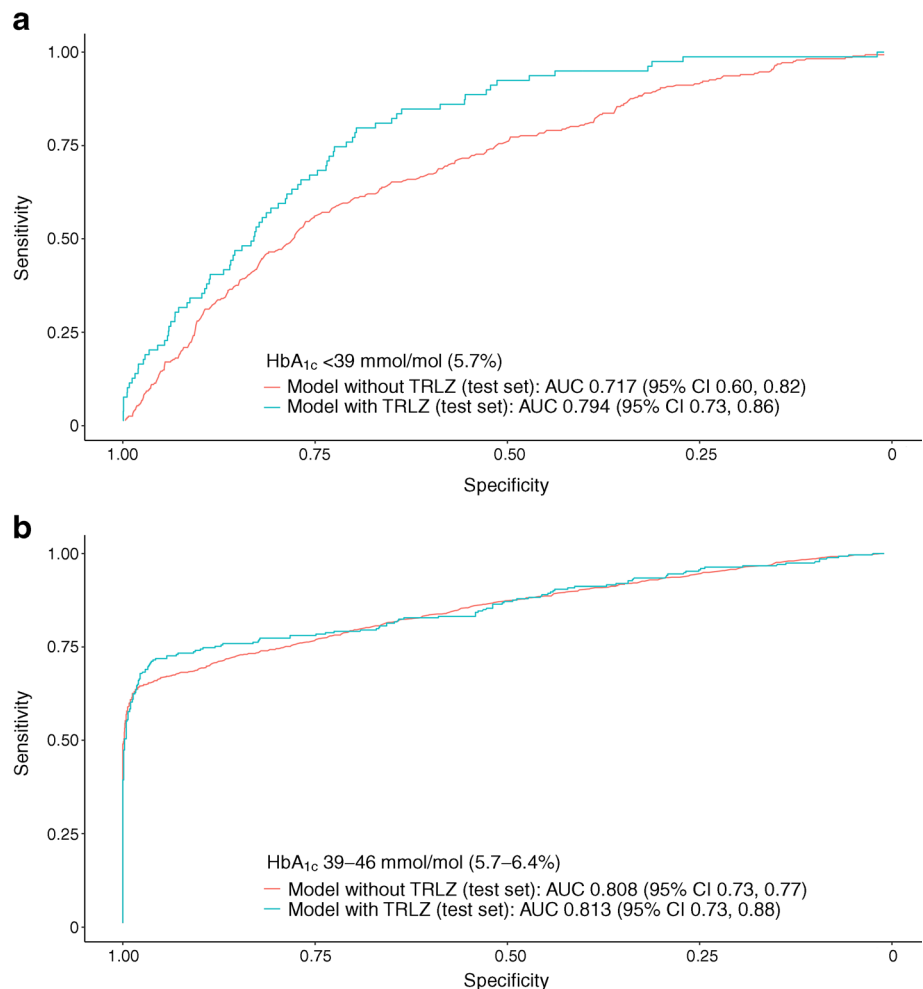 a
1.00
0.75
0.50
0.25
0
Sensitivity
HbA1c <39 mmol/mol (5.7%)
Model without TRLZ (test set): AUC 0.717 (95% CI 0.60, 0.82)
Model with TRLZ (test set): AUC 0.794 (95% CI 0.73, 0.86)
1.00 0.75 0.50 0.25 0
Specificity
b
1.00
0.75
0.50
0.25
0
Sensitivity
HbA1c 39–46 mmol/mol (5.7–6.4%)
Model without TRLZ (test set): AUC 0.808 (95% CI 0.73, 0.77)
Model with TRLZ (test set): AUC 0.813 (95% CI 0.73, 0.88)
1.00 0.75 0.50 0.25 0
Specificity